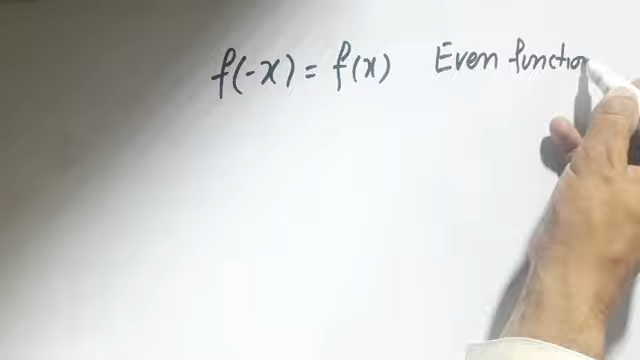 f(-x) = f(x) Even functio